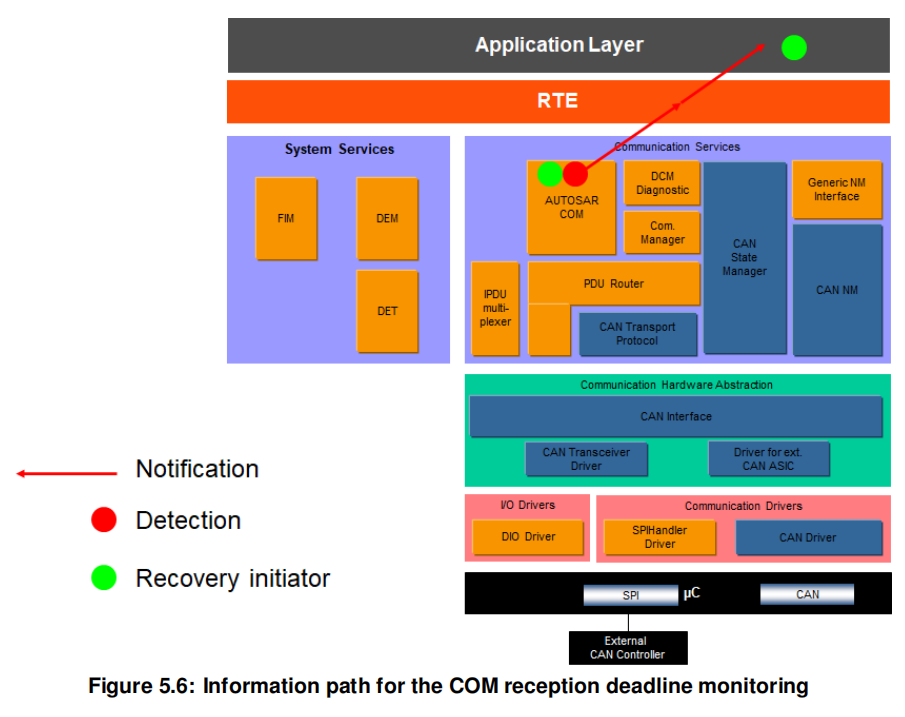 Application Layer
RTE
System Services
FIM
DEM
DET
Communication Services
AUTOSAR
COM
DCM
Diagnostic
Com.
Manager
CAN
State
Manager
Generic NM
Interface
CAN NM
IPDU
multi-
plexer
PDU Router
CAN Transport
Protocol
Communication Hardware Abstraction
CAN Interface
CAN Transceiver
Driver
Driver for ext.
CAN ASIC
I/O Drivers
DIO Driver
Communication Drivers
SPIHandler
Driver
CAN Driver
SPI
µC
CAN
External
CAN Controller
Notification
Detection
Recovery initiator
Figure 5.6: Information path for the COM reception deadline monitoring